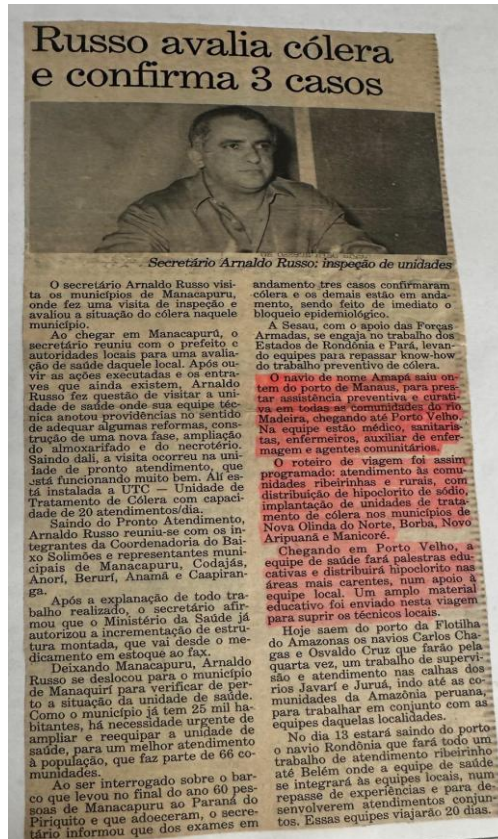 Russo avalia cólera
e confirma 3 casos
Secretário Arnaldo Russo: inspeção de unidades
O secretário Arnaldo Russo visi-
ta os municípios de Manacapuru,
onde fez uma visita de inspeção e
avaliou a situação do cólera naquele
município.
Ao chegar em Manacapurú, o
secretário reuniu com o prefeito e
autoridades locais para uma avalia-
ção de saúde daquele local. Após ou-
vir as ações executadas e os entra-
ves que ainda existem, Arnaldo
Russo fez questão de visitar a uni-
dade de saúde onde sua equipe téc-
nica anotou providências no sentido
de adequar algumas reformas, cons-
trução de uma nova fase, ampliação
do almoxarifado e do necrotério.
Saindo dali, a visita ocorreu na uni-
dade de pronto atendimento, que
está funcionando muito bem. Ali es-
tá instalada a UTC — Unidade de
Tratamento de Cólera com capaci-
dade de 20 atendimentos/dia.
Saindo do Pronto Atendimento,
Arnaldo Russo reuniu-se com os in-
tegrantes da Coordenadoria do Bai-
xo Solimões e representantes muni-
cipais de Manacapuru, Codajás,
Anorí, Berurí, Anamã e Caapiran-
ga.
Após a explanação de todo tra-
balho realizado, o secretário afir-
mou que o Ministério da Saúde já
autorizou a incrementação de estru-
tura montada, que vai desde o me-
dicamento em estoque ao fax.
Deixando Manacapuru, Arnaldo
Russo se deslocou para o município
de Manaquirí para verificar de per-
to a situação da unidade de saúde.
Como o município já tem 25 mil ha-
bitantes, há necessidade urgente de
ampliar e reequipar a unidade de
saúde, para um melhor atendimento
à população, que faz parte de 66 co-
munidades.
Ao ser interrogado sobre o bar-
co que levou no final do ano 60 pes-
soas de Manacapuru ao Paraná do
Piriquito e que adoeceram, o secre-
tário informou que dos exames em
andamento três casos confirmaram
cólera e os demais estão em anda-
mento, sendo feito de imediato o
bloqueio epidemiológico.
A Sesau, com o apoio das Forças
Armadas, se engaja no trabalho dos
Estados de Rondônia e Pará, levan-
do equipes para repassar know-how
do trabalho preventivo de cólera.
O navio de nome Amapá saiu on-
tem do porto de Manaus, para pres-
tar assistência preventiva e curati-
va em todas as comunidades do rio
Madeira, chegando até Porto Velho.
Na equipe estão médico, sanitaris-
tas, enfermeiros, auxiliar de enfer-
magem e agentes comunitários.
O roteiro de viagem foi assim
programado: atendimento às comu-
nidades ribeirinhas e rurais, com
distribuição de hipoclorito de sódio,
implantação de unidades de trata-
mento de cólera nos municípios de
Nova Olinda do Norte, Borba, Novo
Aripuanã e Manicoré.
Chegando em Porto Velho, a
equipe de saúde fará palestras edu-
cativas e distribuirá hipoclorito nas
áreas mais carentes, num apoio à
equipe local. Um amplo material
educativo foi enviado nesta viagem
para suprir os técnicos locais.
Hoje saem do porto da Flotilha
do Amazonas os navios Carlos Cha-
gas e Osvaldo Cruz que farão pela
quarta vez, um trabalho de supervi-
são e atendimento nas calhas dos
rios Javarí e Juruá, indo até as co-
munidades da Amazônia peruana,
para trabalhar em conjunto com as
equipes daquelas localidades.
No dia 13 estará saindo do porto
o navio Rondônia que fará todo um
trabalho de atendimento ribeirinho
até Belém onde a equipe de saúde
se integrará às equipes locais, num
repasse de experiências e para de-
senvolverem atendimentos conjun-
tos. Essas equipes viajarão 20 dias.